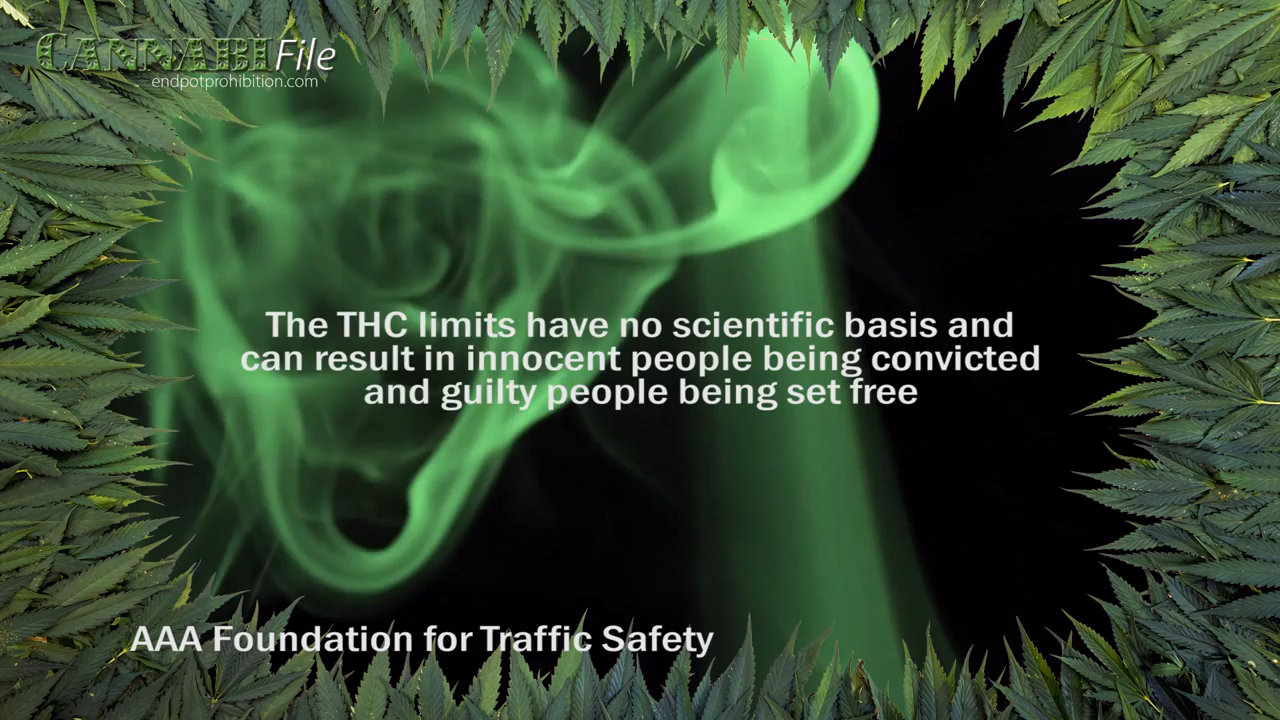 CANNABIFile
endpotprohibition.com
The THC limits have no scientific basis and
can result in innocent people being convicted
and guilty people being set free
AAA Foundation for Traffic Safety